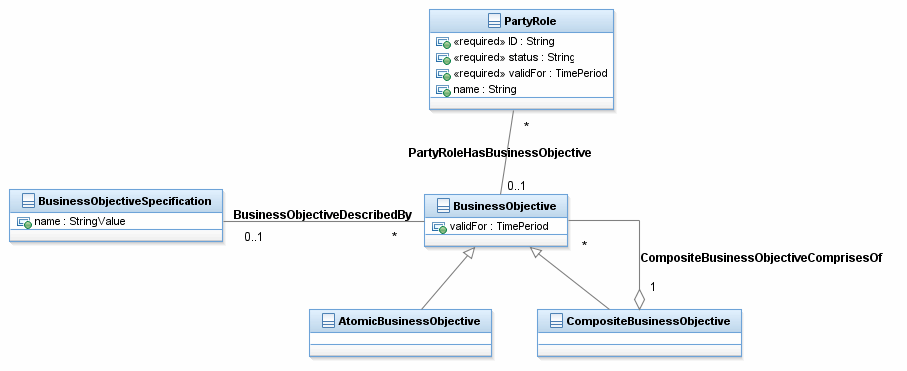 PartyRole
«required» ID : String
«required» status : String
«required» validFor : TimePeriod
name : String
*
PartyRoleHasBusinessObjective
0..1
BusinessObjectiveSpecification
name : StringValue
BusinessObjectiveDescribedBy
0..1
*
BusinessObjective
validFor : TimePeriod
*
CompositeBusinessObjectiveComprisesOf
1
AtomicBusinessObjective
CompositeBusinessObjective